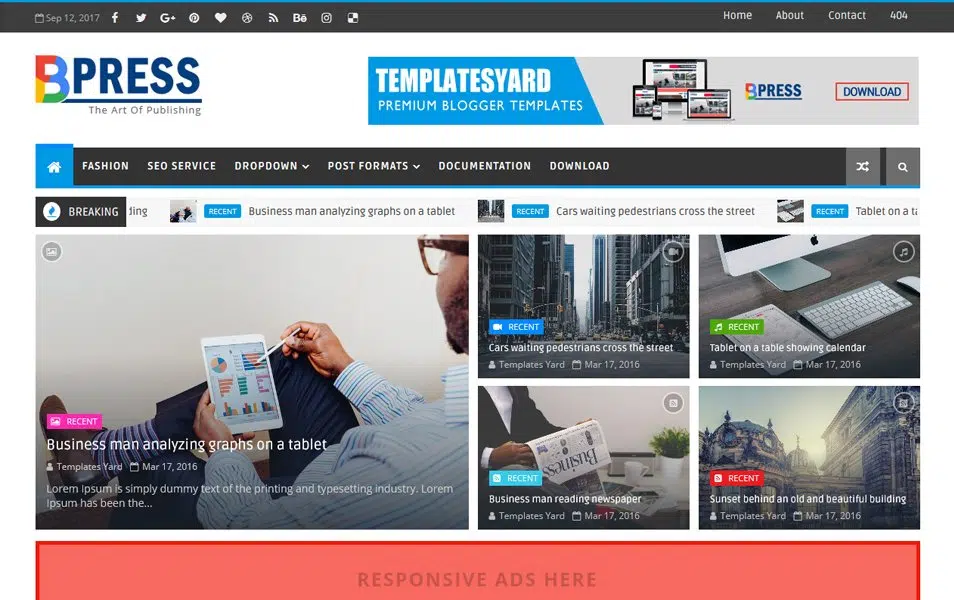 Sep 12, 2017
Home About Contact 404
BPRESS
The Art Of Publishing
TEMPLATESYARD
PREMIUM BLOGGER TEMPLATES
BPRESS
DOWNLOAD
FASHION SEO SERVICE DROPDOWN POST FORMATS DOCUMENTATION DOWNLOAD
BREAKING
RECENT Business man analyzing graphs on a tablet RECENT Cars waiting pedestrians cross the street RECENT Tablet on a
RECENT
Business man analyzing graphs on a tablet
Templates Yard Mar 17, 2016
Lorem Ipsum is simply dummy text of the printing and typesetting industry. Lorem
Ipsum has been the...
RECENT
Cars waiting pedestrians cross the street
Templates Yard Mar 17, 2016
RECENT
Tablet on a table showing calendar
Templates Yard Mar 17, 2016
Business
RECENT
Business man reading newspaper
Templates Yard Mar 17, 2016
RECENT
Sunset behind an old and beautiful building
Templates Yard Mar 17, 2016
RESPONSIVE ADS HERE